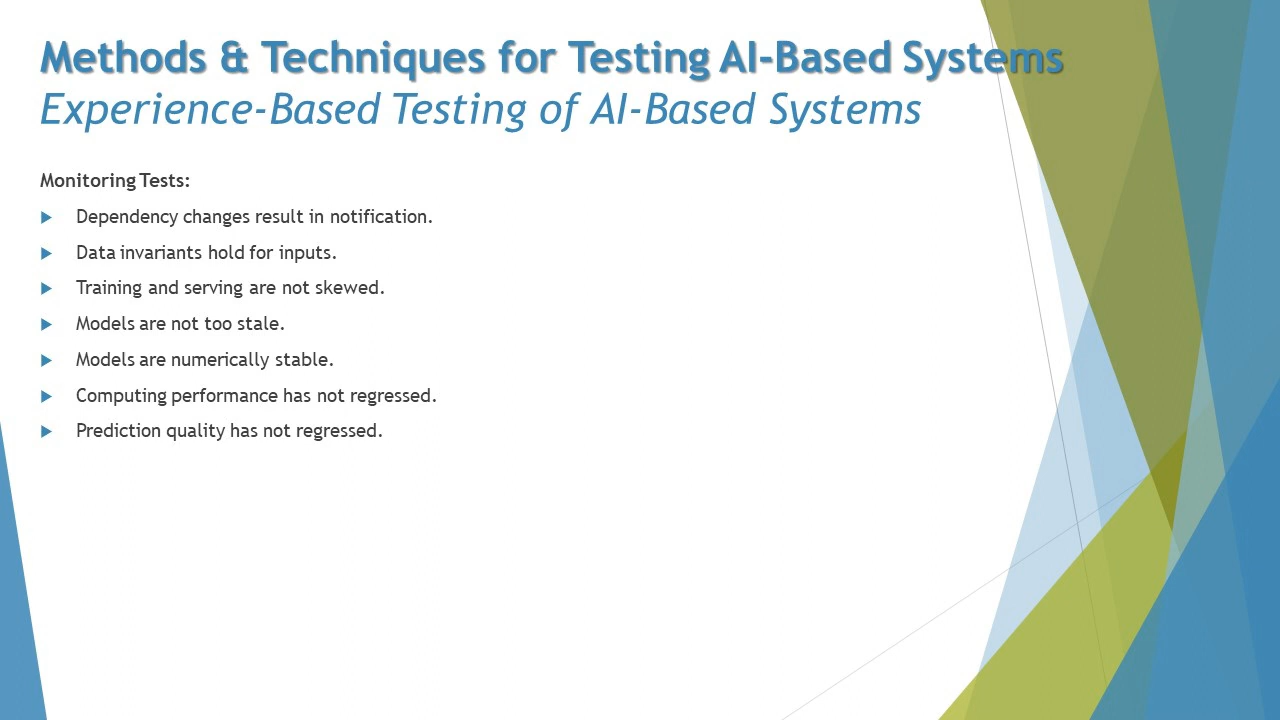 Methods & Techniques for Testing AI-Based Systems
Experience-Based Testing of AI-Based Systems
Monitoring Tests:
Dependency changes result in notification.
Data invariants hold for inputs.
Training and serving are not skewed.
Models are not too stale.
Models are numerically stable.
Computing performance has not regressed.
Prediction quality has not regressed.